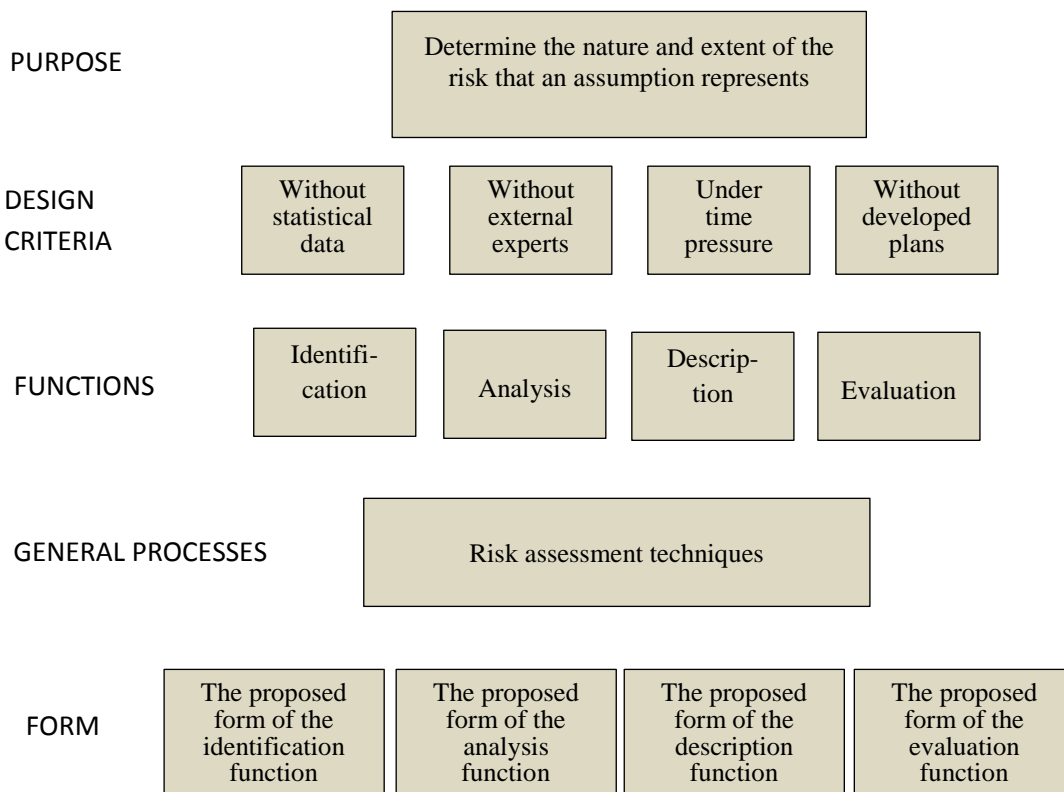 PURPOSE
Determine the nature and extent of the
risk that an assumption represents
DESIGN
CRITERIA
Without
statistical
data
Without
external
experts
Under
time
pressure
Without
developed
plans
FUNCTIONS
Identifi-
cation
Analysis
Descrip-
tion
Evaluation
GENERAL PROCESSES
Risk assessment techniques
FORM
The proposed
form of the
identification
function
The proposed
form of the
analysis
function
The proposed
form of the
description
function
The proposed
form of the
evaluation
function